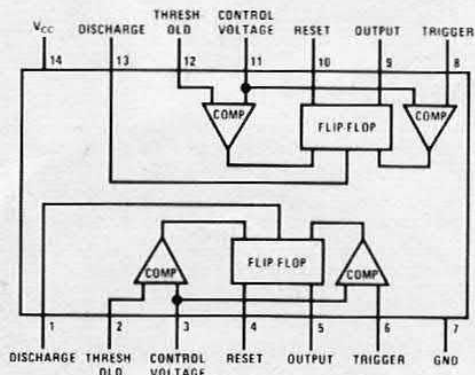 VCC
DISCHARGE
THRESH
OLD
CONTROL
VOLTAGE
RESET
OUTPUT
TRIGGER
14
13
12
11
10
9
8
COMP
FLIP-FLOP
COMP
COMP
FLIP FLOP
COMP
1
2
3
4
5
6
7
DISCHARGE
THRESH
OLD
CONTROL
VOLTAGE
RESET
OUTPUT
TRIGGER
GND